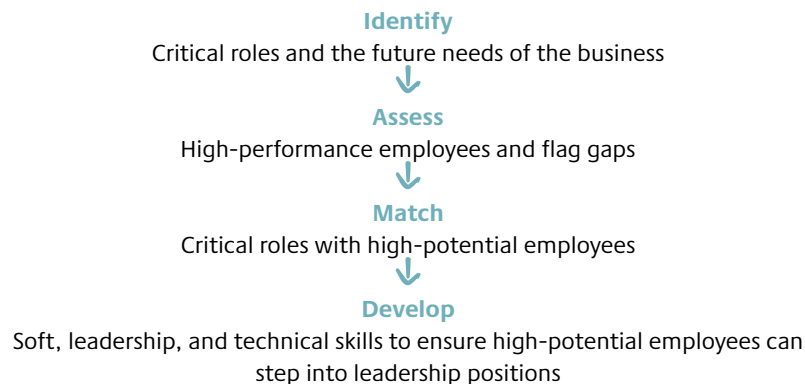 Identify
Critical roles and the future needs of the business
Assess
High-performance employees and flag gaps
Match
Critical roles with high-potential employees
Develop
Soft, leadership, and technical skills to ensure high-potential employees can
step into leadership positions